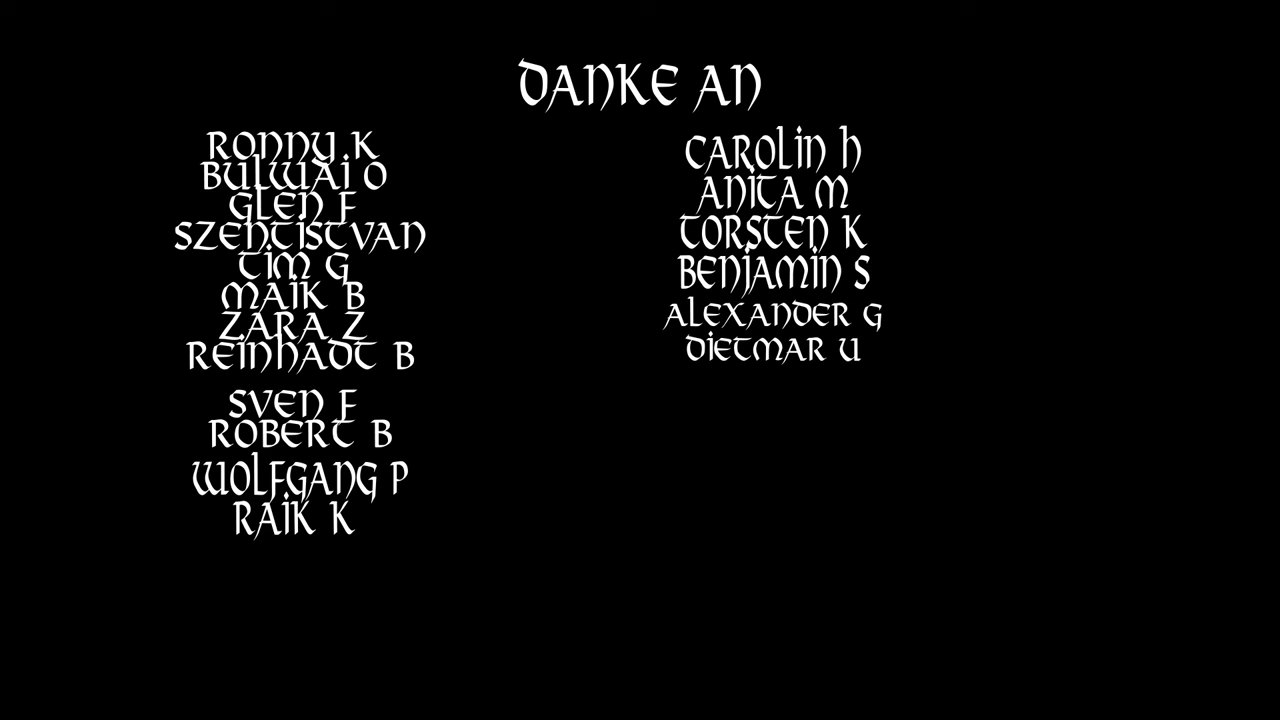 DANKE AN
RONNY K
BULWAI O
GLEN F
SZENTISTVAN
TIM G
MAIK B
ZARA Z
REINHADT B
SVEN F
ROBERT B
WOLFGANG P
RAIK K
CAROLIN H
ANITA M
TORSTEN K
BENJAMIN S
ALEXANDER G
DIETMAR U